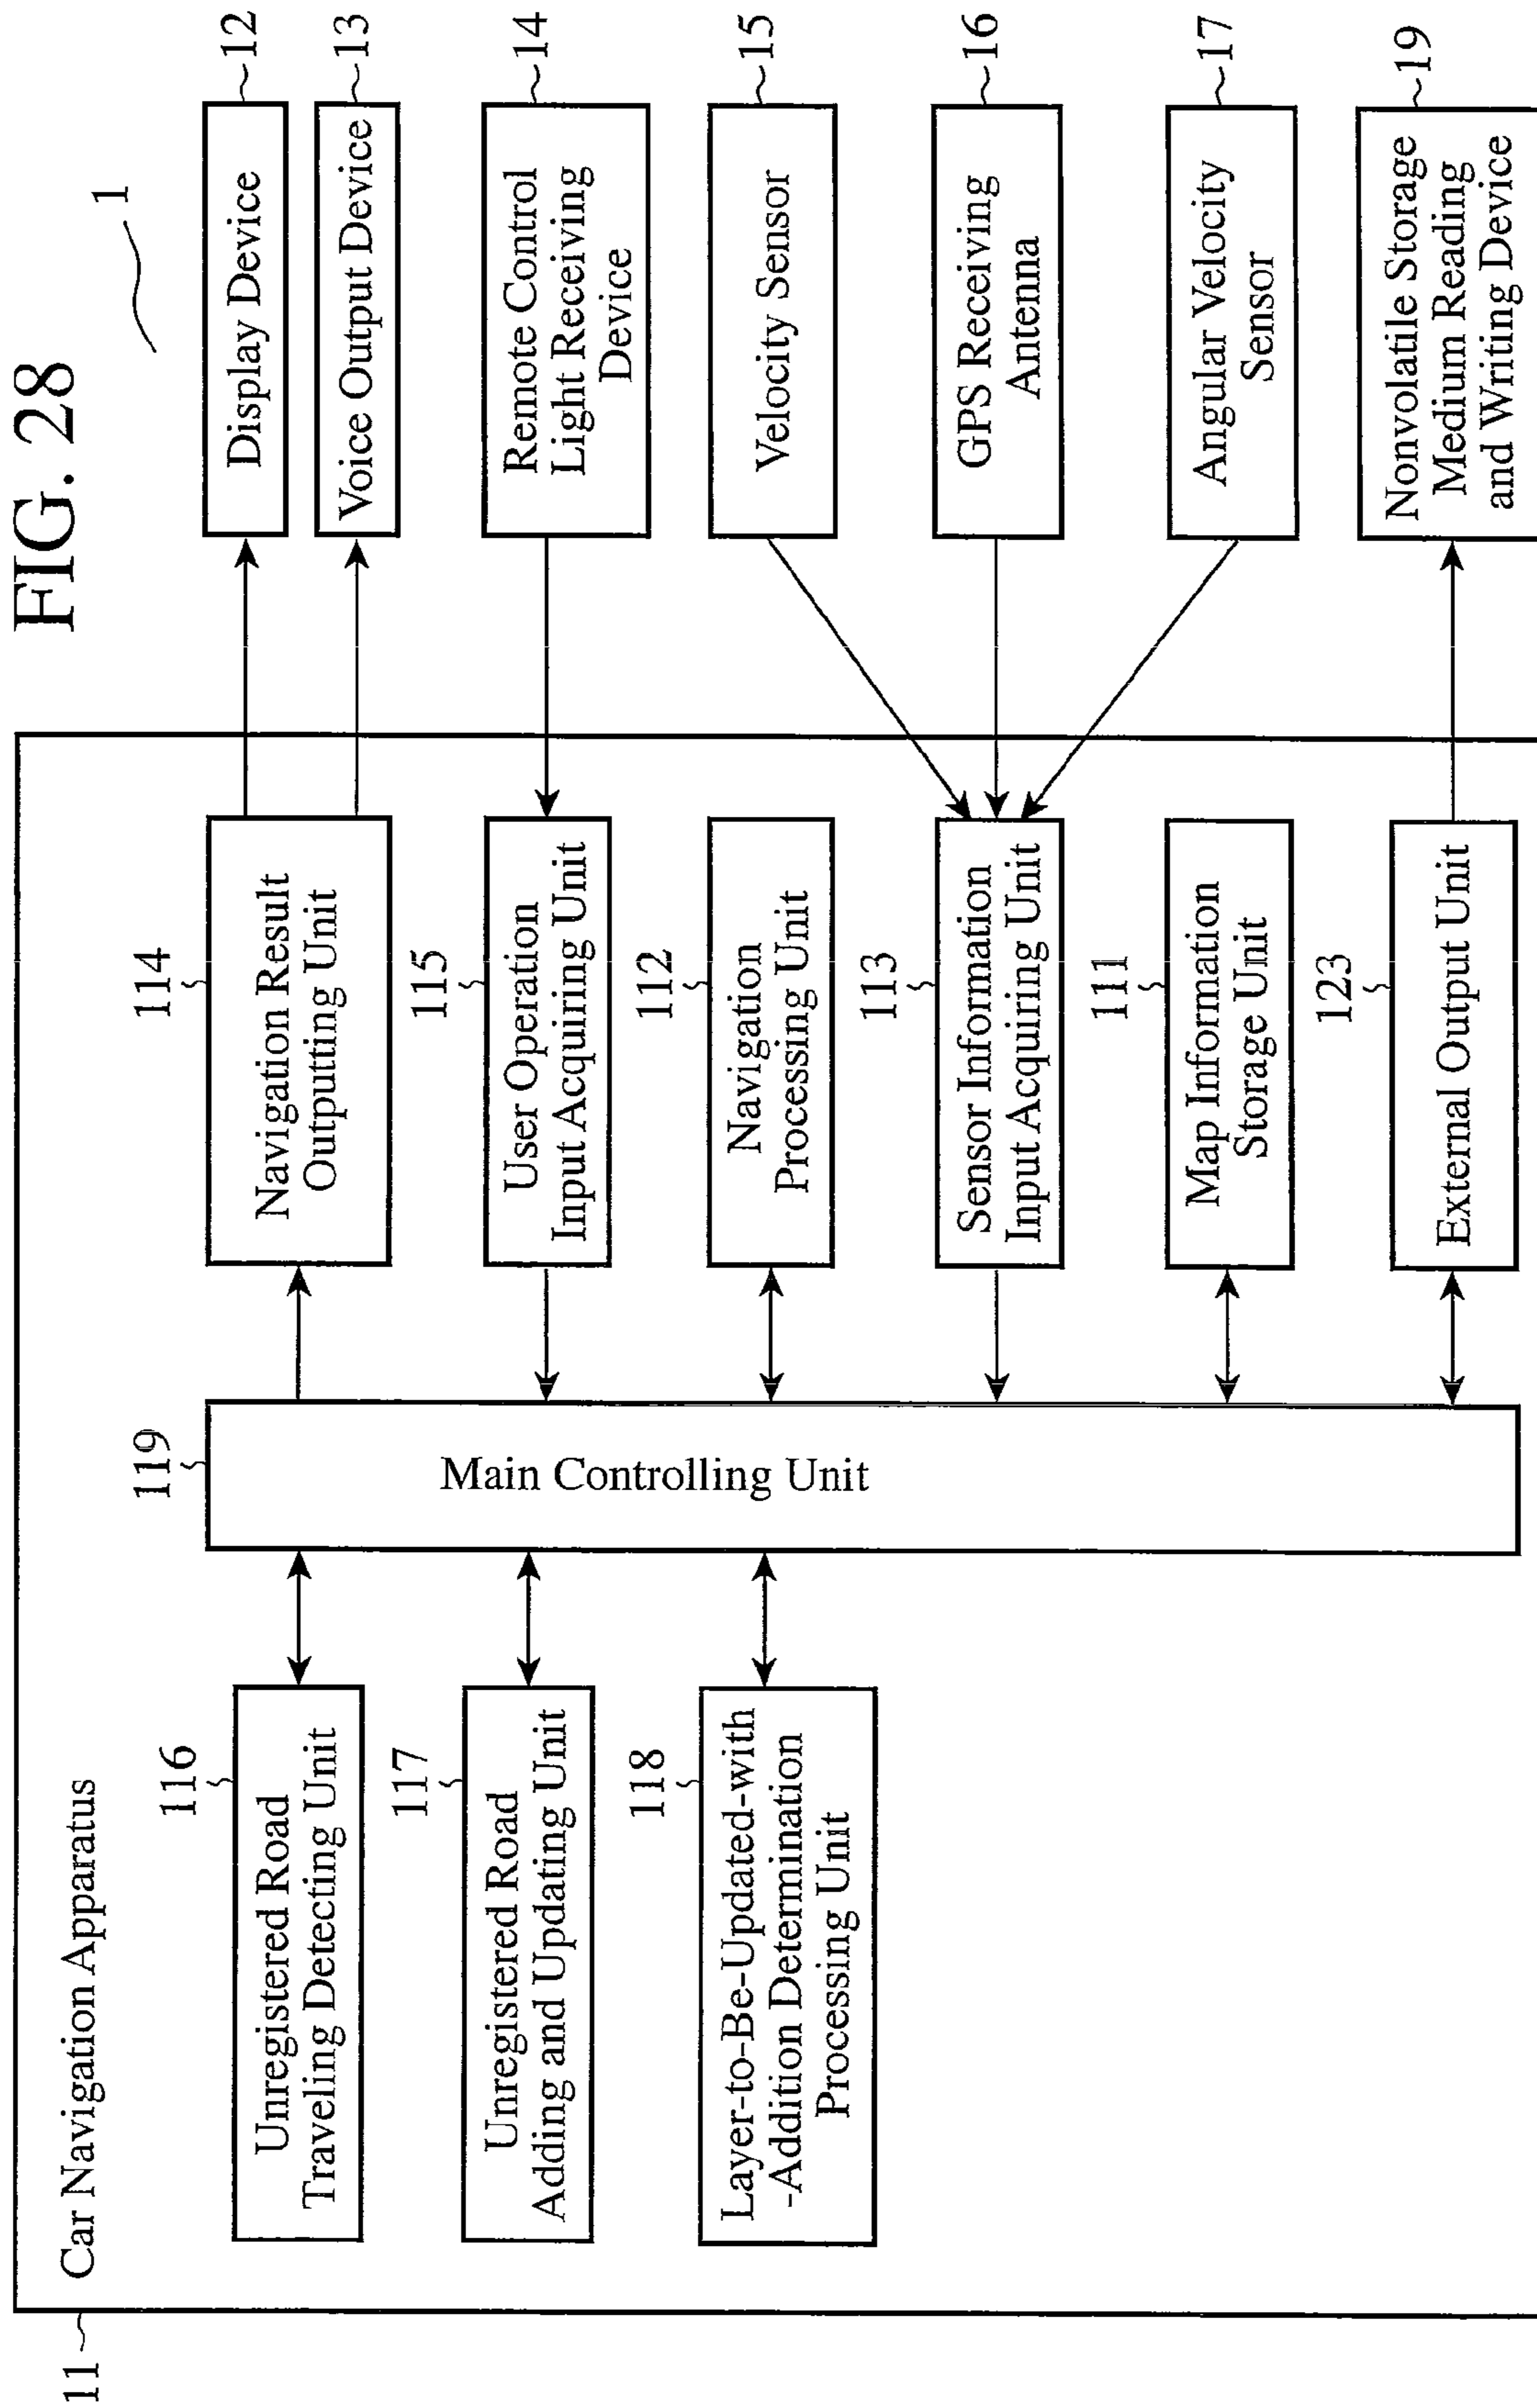 FIG. 28
1
11
Car Navigation Apparatus
116
Unregistered Road
Traveling Detecting Unit
117
Unregistered Road
Adding and Updating Unit
118
Layer-to-Be-Updated-with
-Addition Determination
Processing Unit
119
Main Controlling Unit
114
Navigation Result
Outputing Unit
115
User Operation
Input Acquiring Unit
112
Navigation
Processing Unit
113
Sensor Information
Input Acquiring Unit
111
Map Information
Storage Unit
123
External Output Unit
Display Device
12
Voice Output Device
13
Remote Control
Light Receiving
Device
14
Velocity Sensor
15
GPS Receiving
Antenna
16
Angular Velocity
Sensor
17
Nonvolatile Storage
Medium Reading
and Writing Device
19